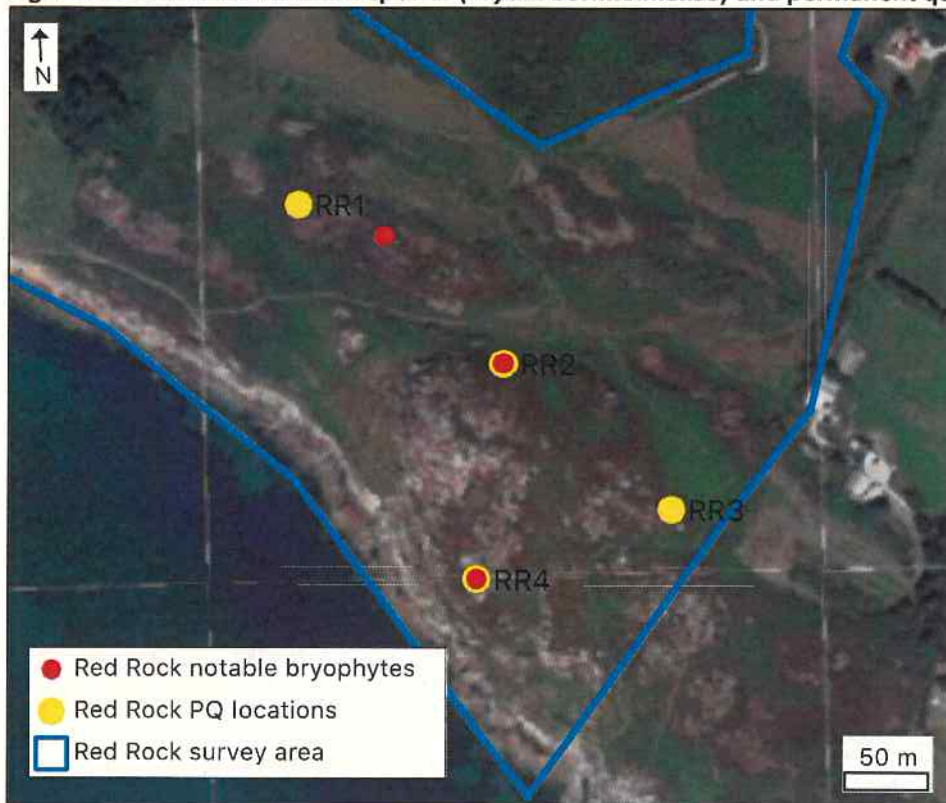 N
RR1
RR2
RR3
RR4
Red Rock notable bryophytes
Red Rock PQ locations
Red Rock survey area
50 m